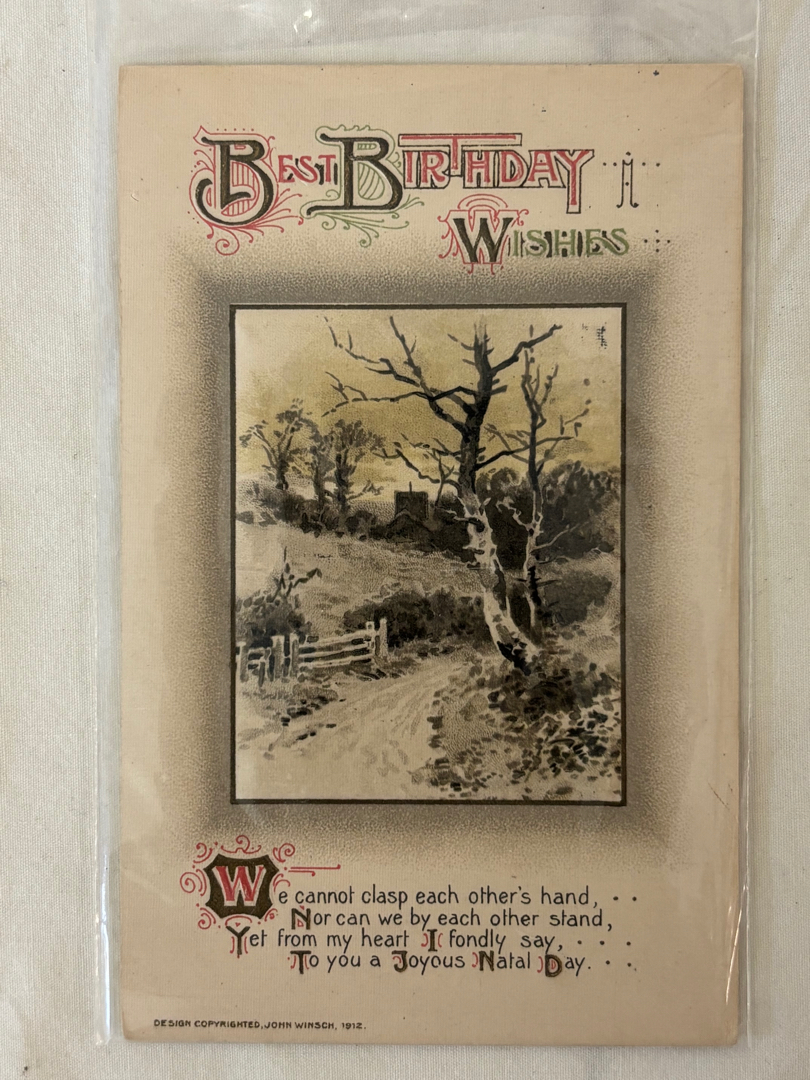 BEST BIRTHDAY
WISHES
We cannot clasp each other's hand,
Nor can we by each other stand,
Yet from my heart I fondly say,
To you a Joyous Natal Day.
DESIGN COPYRIGHTED, JOHN WINSCH, 1912.